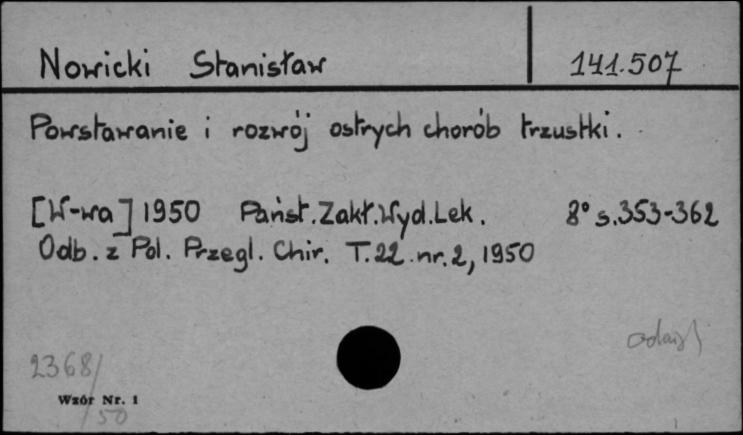 Nowicki Stanisław 141.507
Powstawanie i rozwój ostrych chorób trzustki.
[W-wa] 1950 Państ.Zakł.Wyd.Lek. 8° s.353-362
Odb. z Pol. Przegl. Chir. T.22 nr.2, 1950
2368/50
Wzór Nr. 1